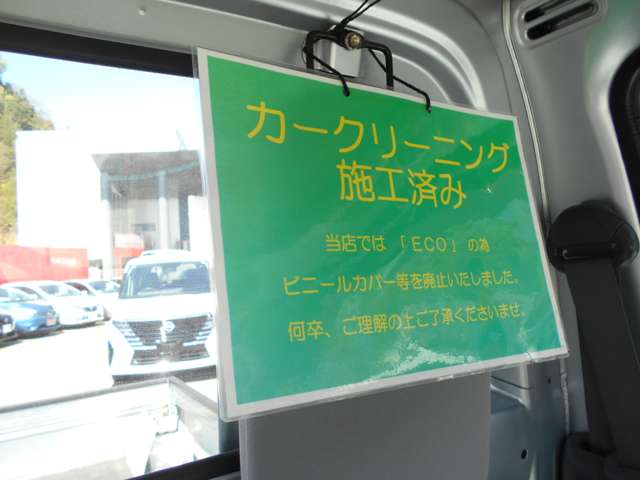 カークリーニング
施工済み
当店では 「ECO」 の為
ビニールカバー等を廃止いたしました。
何卒、ご理解の上ご了承くださいませ。